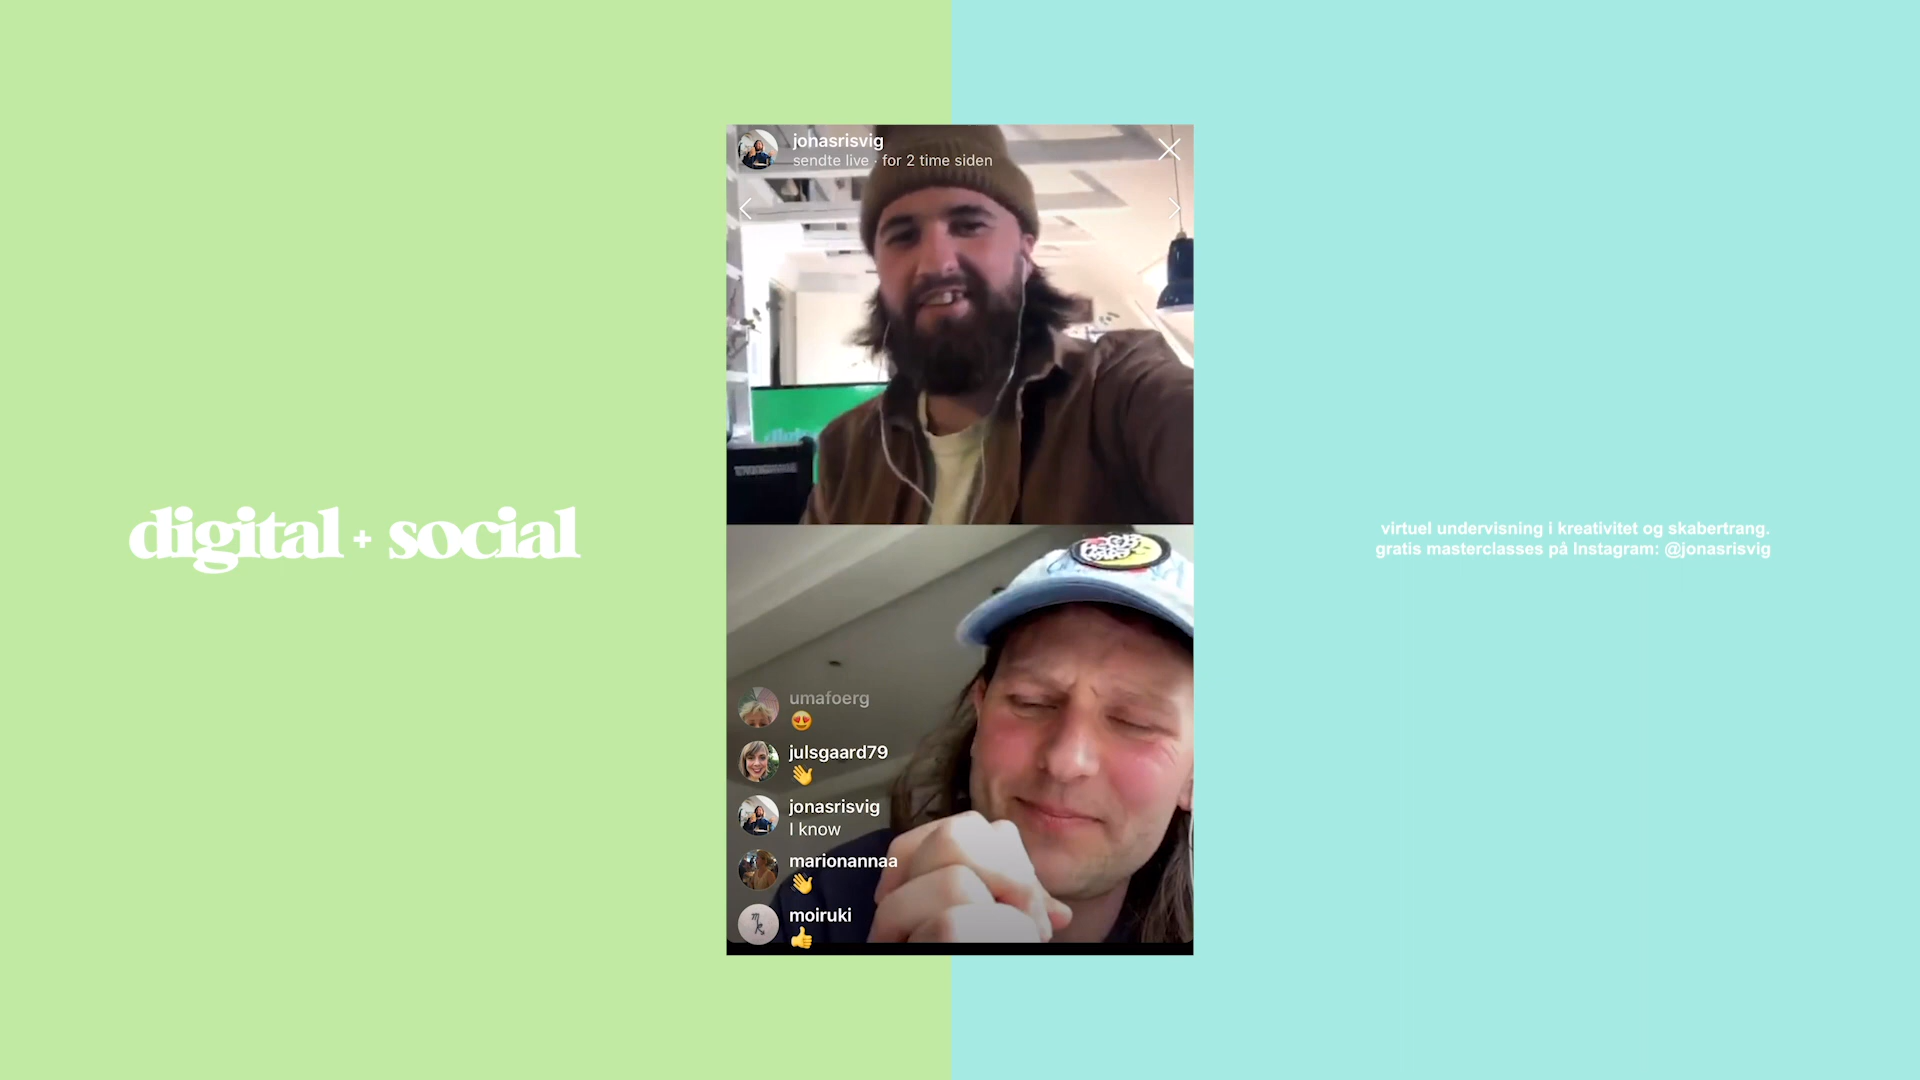 jonasrisvig
sendte live · for 2 time siden
digital + social
virtuel undervisning i kreativitet og skabertrang.
gratis masterclasses på Instagram: @jonasrisvig
umafoerg
😍
julsgaard79
👋
jonasrisvig
I know
marionannaa
👋
moiruki
👍